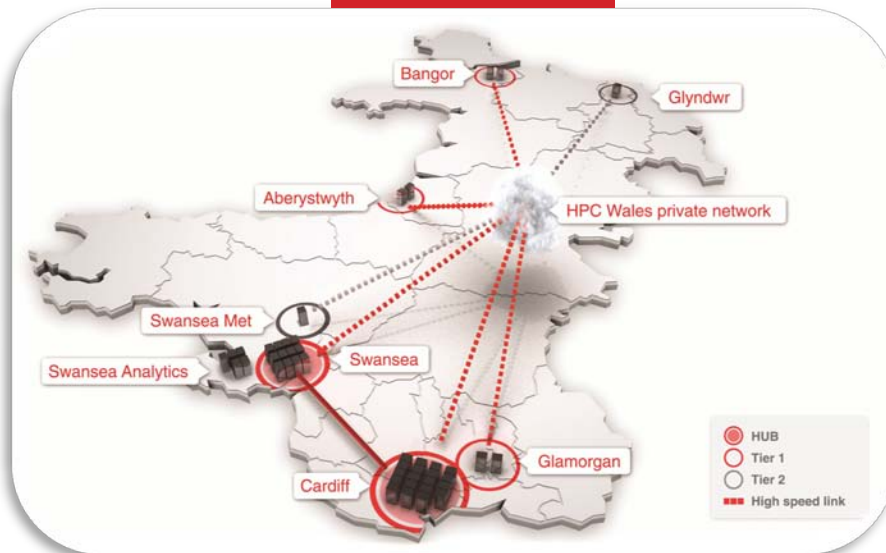 Bangor
Glyndwr
Aberystwyth
HPC Wales private network
Swansea Met
Swansea Analytics
Swansea
Cardiff
Glamorgan
HUB
Tier 1
Tier 2
High speed link